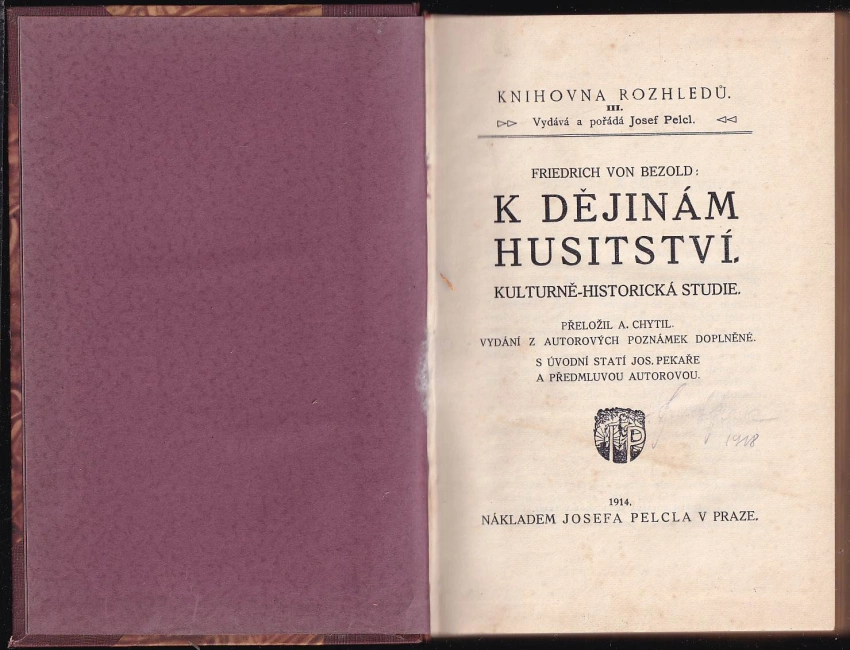 KNIHOVNA ROZHLEDŮ.
III.
Vydává a pořádá Josef Pelcl.
FRIEDRICH VON BEZOLD:
K DĚJINÁM
HUSITSTVÍ.
KULTURNĚ-HISTORICKÁ STUDIE.
PŘELOŽIL A. CHYTIL.
VYDÁNÍ Z AUTOROVÝCH POZNÁMEK DOPLNĚNÉ.
S ÚVODNÍ STATÍ JOS. PEKAŘE
A PŘEDMLUVOU AUTOROVOU.
1918
1914.
NÁKLADEM JOSEFA PELCLA V PRAZE.